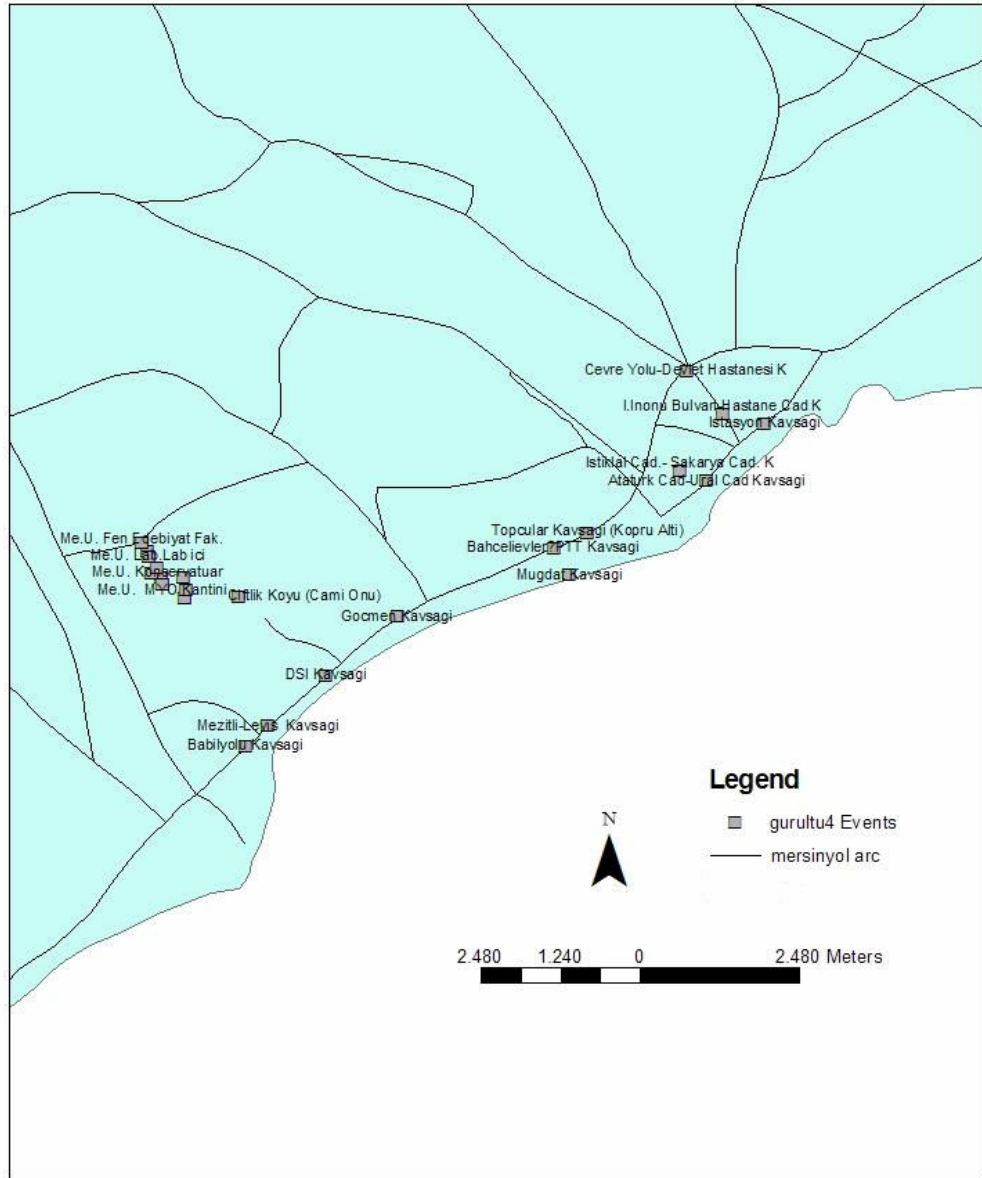 Cevre Yolu-Devlet Hastanesi K
I.Inonu Bulvarı-Hastane Cad K
Istasyon Kavsagi
Istiklal Cad.- Sakarya Cad. K
Ataturk Cad-Ural Cad Kavsagi
Topcular Kavsagi (Kopru Alti)
Bahcelievler?PTT Kavsagi
Mugdat Kavsagi
Me.U. Fen Edebiyat Fak.
Me.U. Lab.Lab ici
Me.U. Konservatuar
Me.U. MYO Kantini
Ciftlik Koyu (Cami Onu)
Gocmen Kavsagi
DSI Kavsagi
Mezitli-Leyis Kavsagi
Babilyolu Kavsagi
Legend
N
gurultu4 Events
mersinyol arc
2.480 1.240 0 2.480 Meters